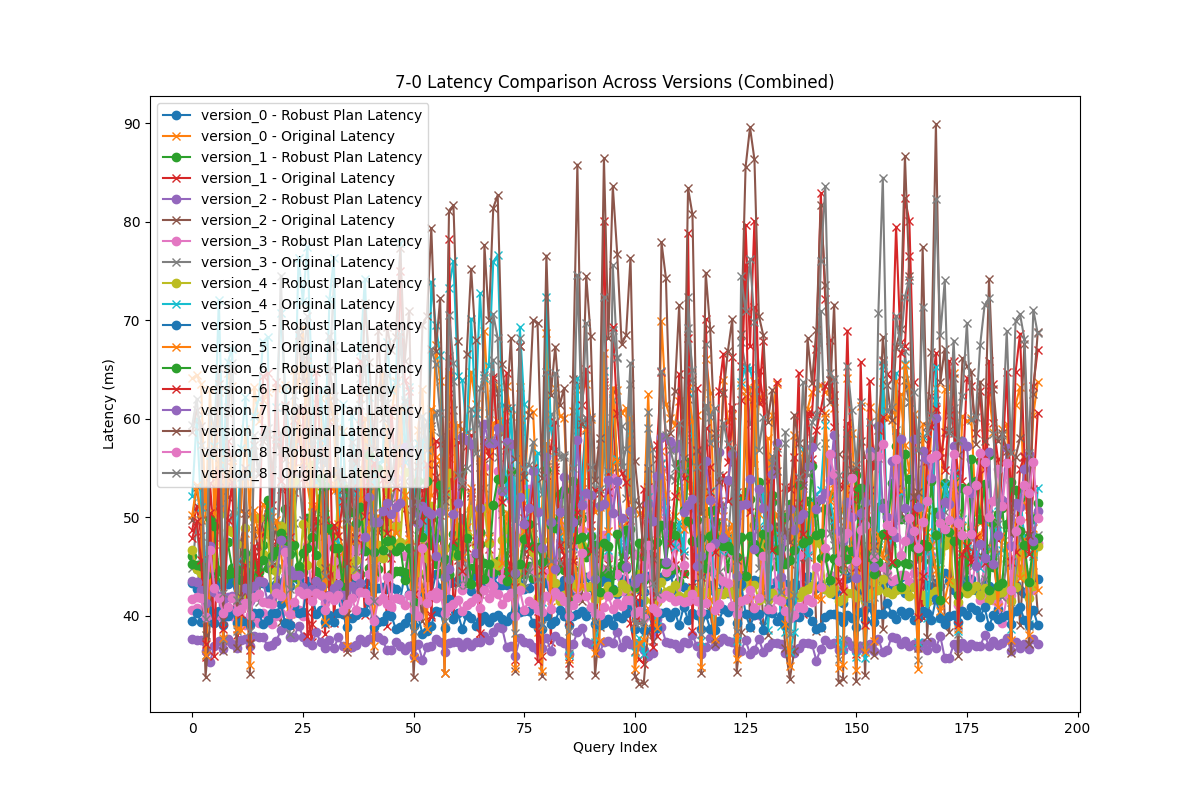 7-0 Latency Comparison Across Versions (Combined)
version_0 - Robust Plan Latency
version_0 - Original Latency
version_1 - Robust Plan Latency
version_1 - Original Latency
version_2 - Robust Plan Latency
version_2 - Original Latency
version_3 - Robust Plan Latency
version_3 - Original Latency
version_4 - Robust Plan Latency
version_4 - Original Latency
version_5 - Robust Plan Latency
version_5 - Original Latency
version_6 - Robust Plan Latency
version_6 - Original Latency
version_7 - Robust Plan Latency
version_7 - Original Latency
version_8 - Robust Plan Latency
version_8 - Original Latency
Latency (ms)
90
80
70
60
50
40
0 25 50 75 100 125 150 175 200
Query Index